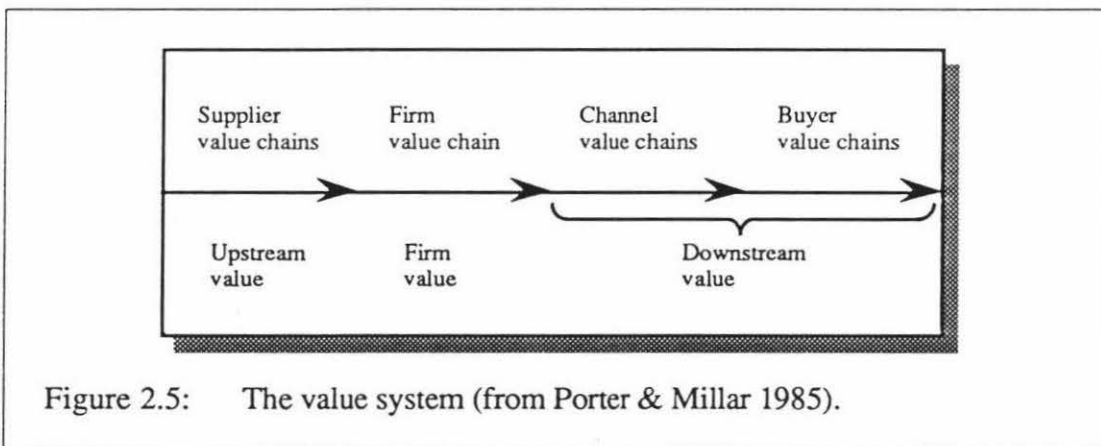 Supplier
value chains
Firm
value chain
Channel
value chains
Buyer
value chains
Upstream
value
Firm
value
Downstream
value
Figure 2.5: The value system (from Porter & Millar 1985).